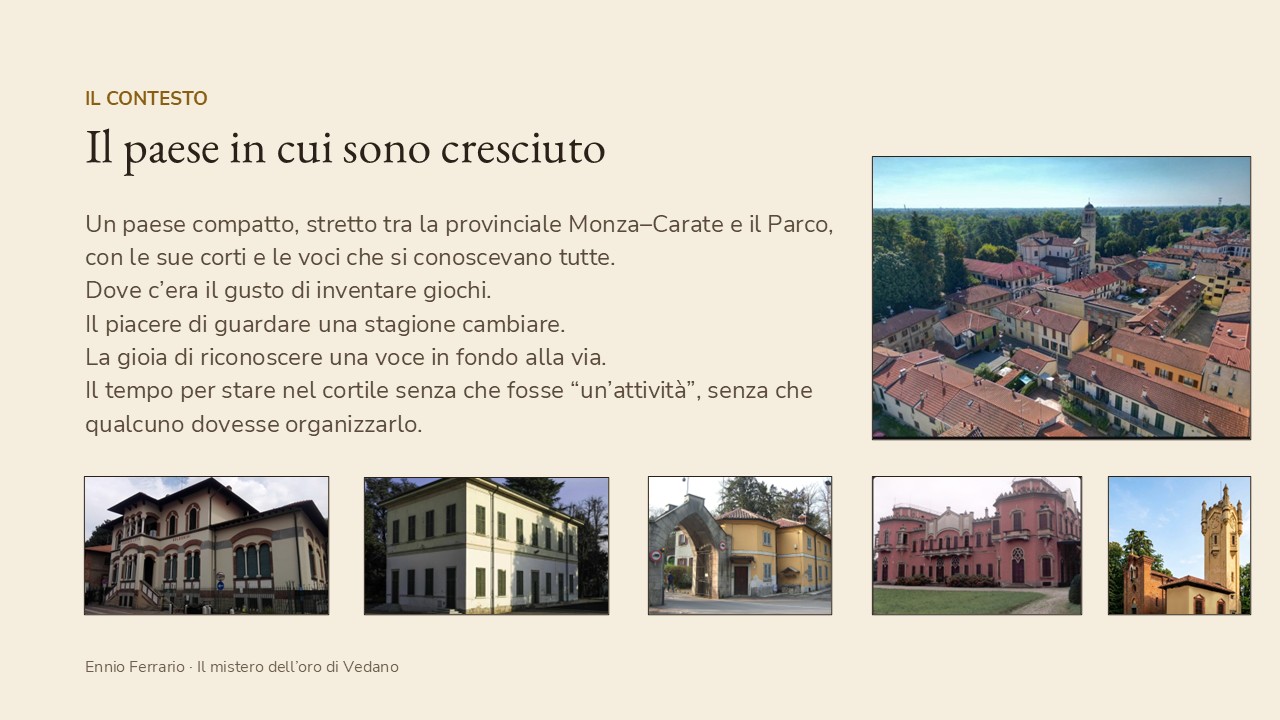 IL CONTESTO
Il paese in cui sono cresciuto
Un paese compatto, stretto tra la provinciale Monza–Carate e il Parco,
con le sue corti e le voci che si conoscevano tutte.
Dove c’era il gusto di inventare giochi.
Il piacere di guardare una stagione cambiare.
La gioia di riconoscere una voce in fondo alla via.
Il tempo per stare nel cortile senza che fosse “un’attività”, senza che
qualcuno dovesse organizzarlo.
Ennio Ferrario · Il mistero dell’oro di Vedano